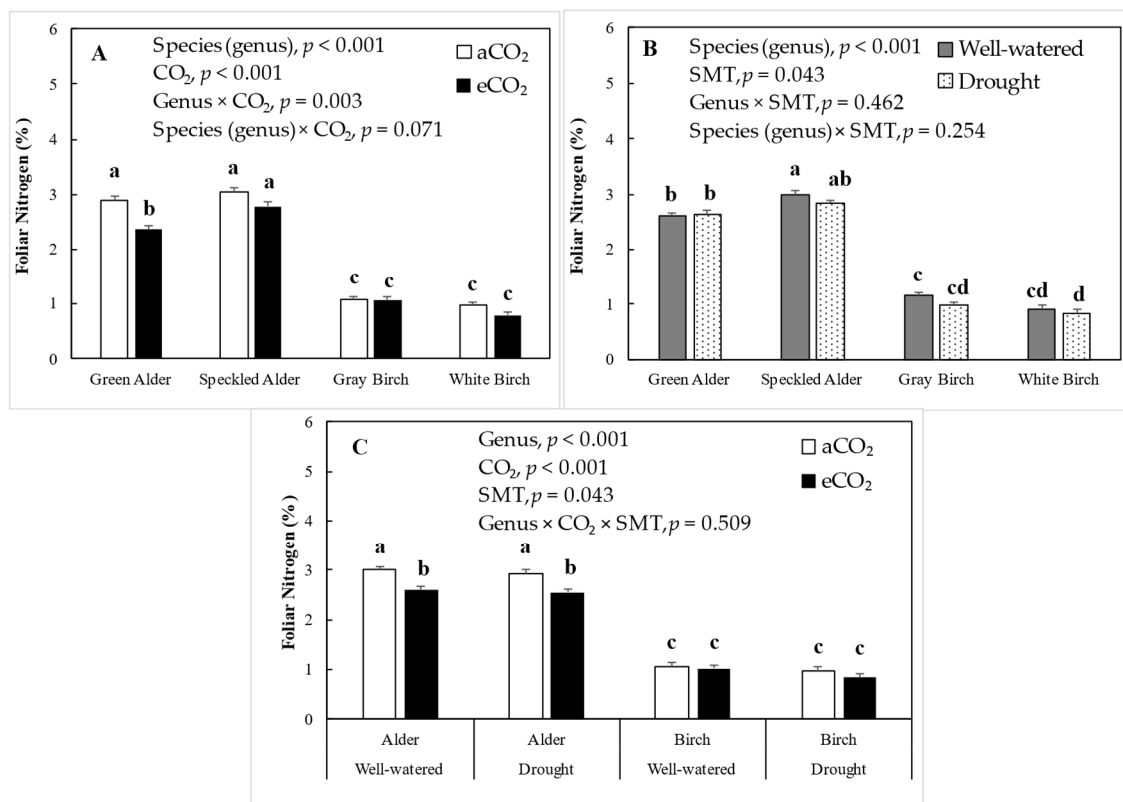 A
Species (genus), p < 0.001
CO₂, p < 0.001
Genus × CO₂, p = 0.003
Species (genus) × CO₂, p = 0.071
aCO₂
eCO₂
Foliar Nitrogen (%)
6
5
4
3
2
1
0
a
b
a
a
c
c
c
c
Green Alder
Speckled Alder
Gray Birch
White Birch
B
Species (genus), p < 0.001
SMT, p = 0.043
Genus × SMT, p = 0.462
Species (genus) × SMT, p = 0.254
Well-watered
Drought
Foliar Nitrogen (%)
6
5
4
3
2
1
0
b
b
a
ab
c
cd
cd
d
Green Alder
Speckled Alder
Gray Birch
White Birch
C
Genus, p < 0.001
CO₂, p < 0.001
SMT, p = 0.043
Genus × CO₂ × SMT, p = 0.509
aCO₂
eCO₂
Foliar Nitrogen (%)
6
5
4
3
2
1
0
a
b
a
b
c
c
c
c
Alder
Alder
Birch
Birch
Well-watered
Drought
Well-watered
Drought